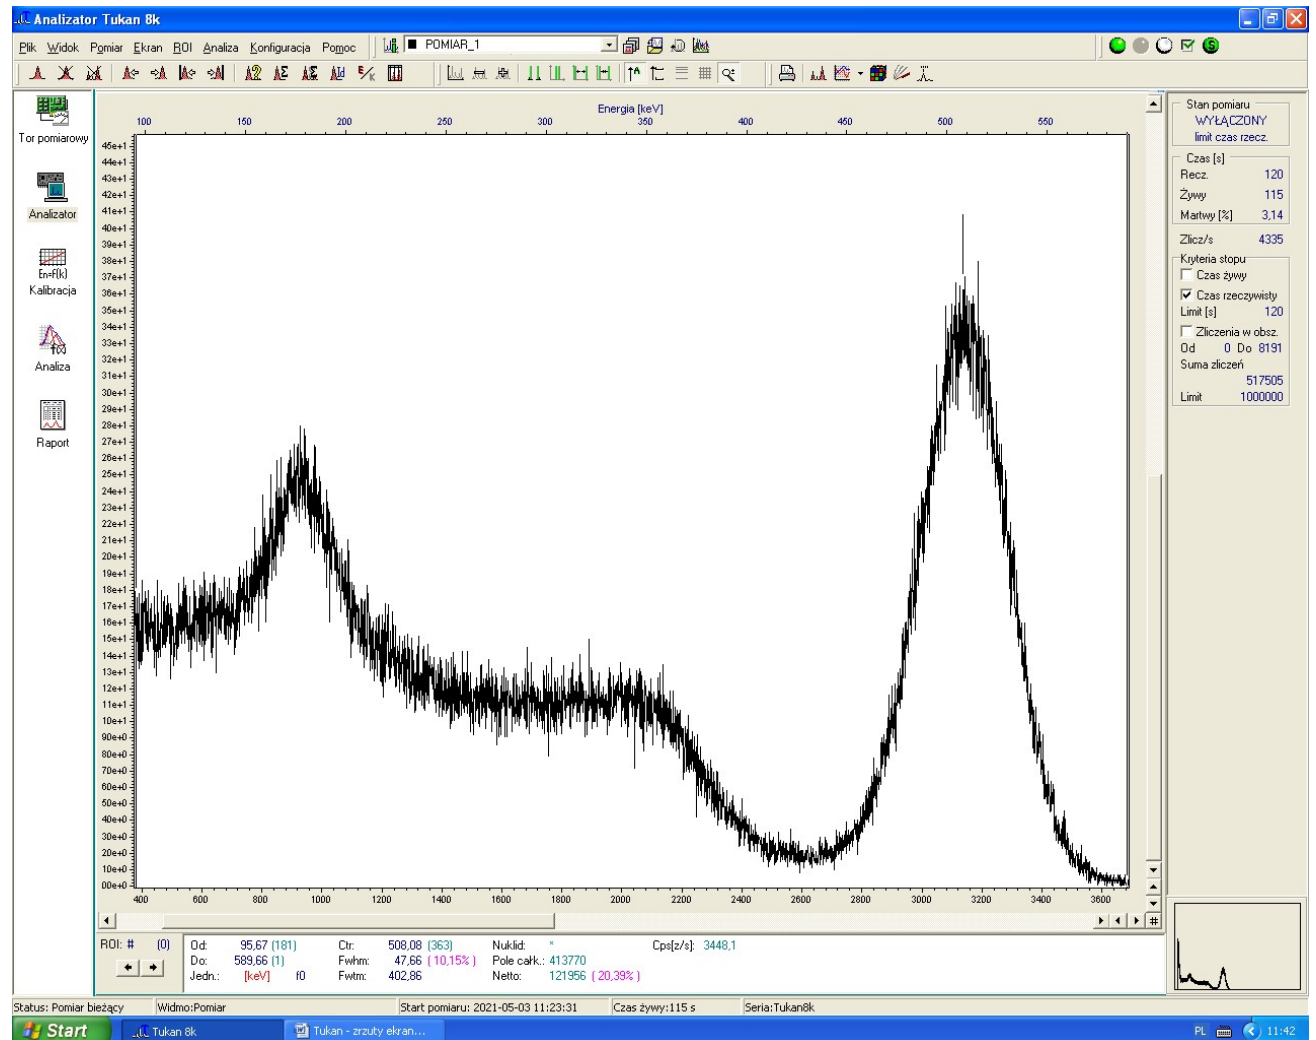 Analizator Tukan 8k
Plik Widok Pomiar Ekran ROI Analiza Konfiguracja Pomoc POMIAR_1
Tor pomiarowy
Analizator
En=f(k)
Kalibracja
f(x)
Analiza
Raport
Energia [keV]
100 150 200 250 300 350 400 450 500 550
46e+1
44e+1
43e+1
42e+1
41e+1
40e+1
39e+1
38e+1
37e+1
36e+1
35e+1
34e+1
33e+1
32e+1
31e+1
30e+1
29e+1
28e+1
27e+1
26e+1
25e+1
24e+1
23e+1
22e+1
21e+1
20e+1
19e+1
18e+1
17e+1
16e+1
15e+1
14e+1
13e+1
12e+1
11e+1
10e+1
90e+0
80e+0
70e+0
60e+0
50e+0
40e+0
30e+0
20e+0
10e+0
00e+0
400 600 800 1000 1200 1400 1600 1800 2000 2200 2400 2600 2800 3000 3200 3400 3600
Stan pomiaru
WYŁĄCZONY
limit czas rzecz.
Czas [s]
Recz. 120
Żywy 115
Martwy [%] 3,14
Zlicz/s 4335
Kryteria stopu
Czas żywy
Czas rzeczywisty
Limit [s] 120
Zliczenia w obsz.
Od 0 Do 8191
Suma zliczeń
517505
Limit 1000000
ROI: # (0)
Od: 95,67 (181) Ctr: 508,08 (363) Nuklid: * Cps[z/s]: 3448,1
Do: 589,66 (1) Fwhm: 47,66 ( 10,15% ) Pole całk.: 413770
Jedn.: [keV] f0 Fwtm: 402,86 Netto: 121956 ( 20,39% )
Status: Pomiar bieżący Widmo:Pomiar Start pomiaru: 2021-05-03 11:23:31 Czas żywy:115 s Seria:Tukan8k
Start Tukan 8k Tukan - zrzuty ekran... PL 11:42